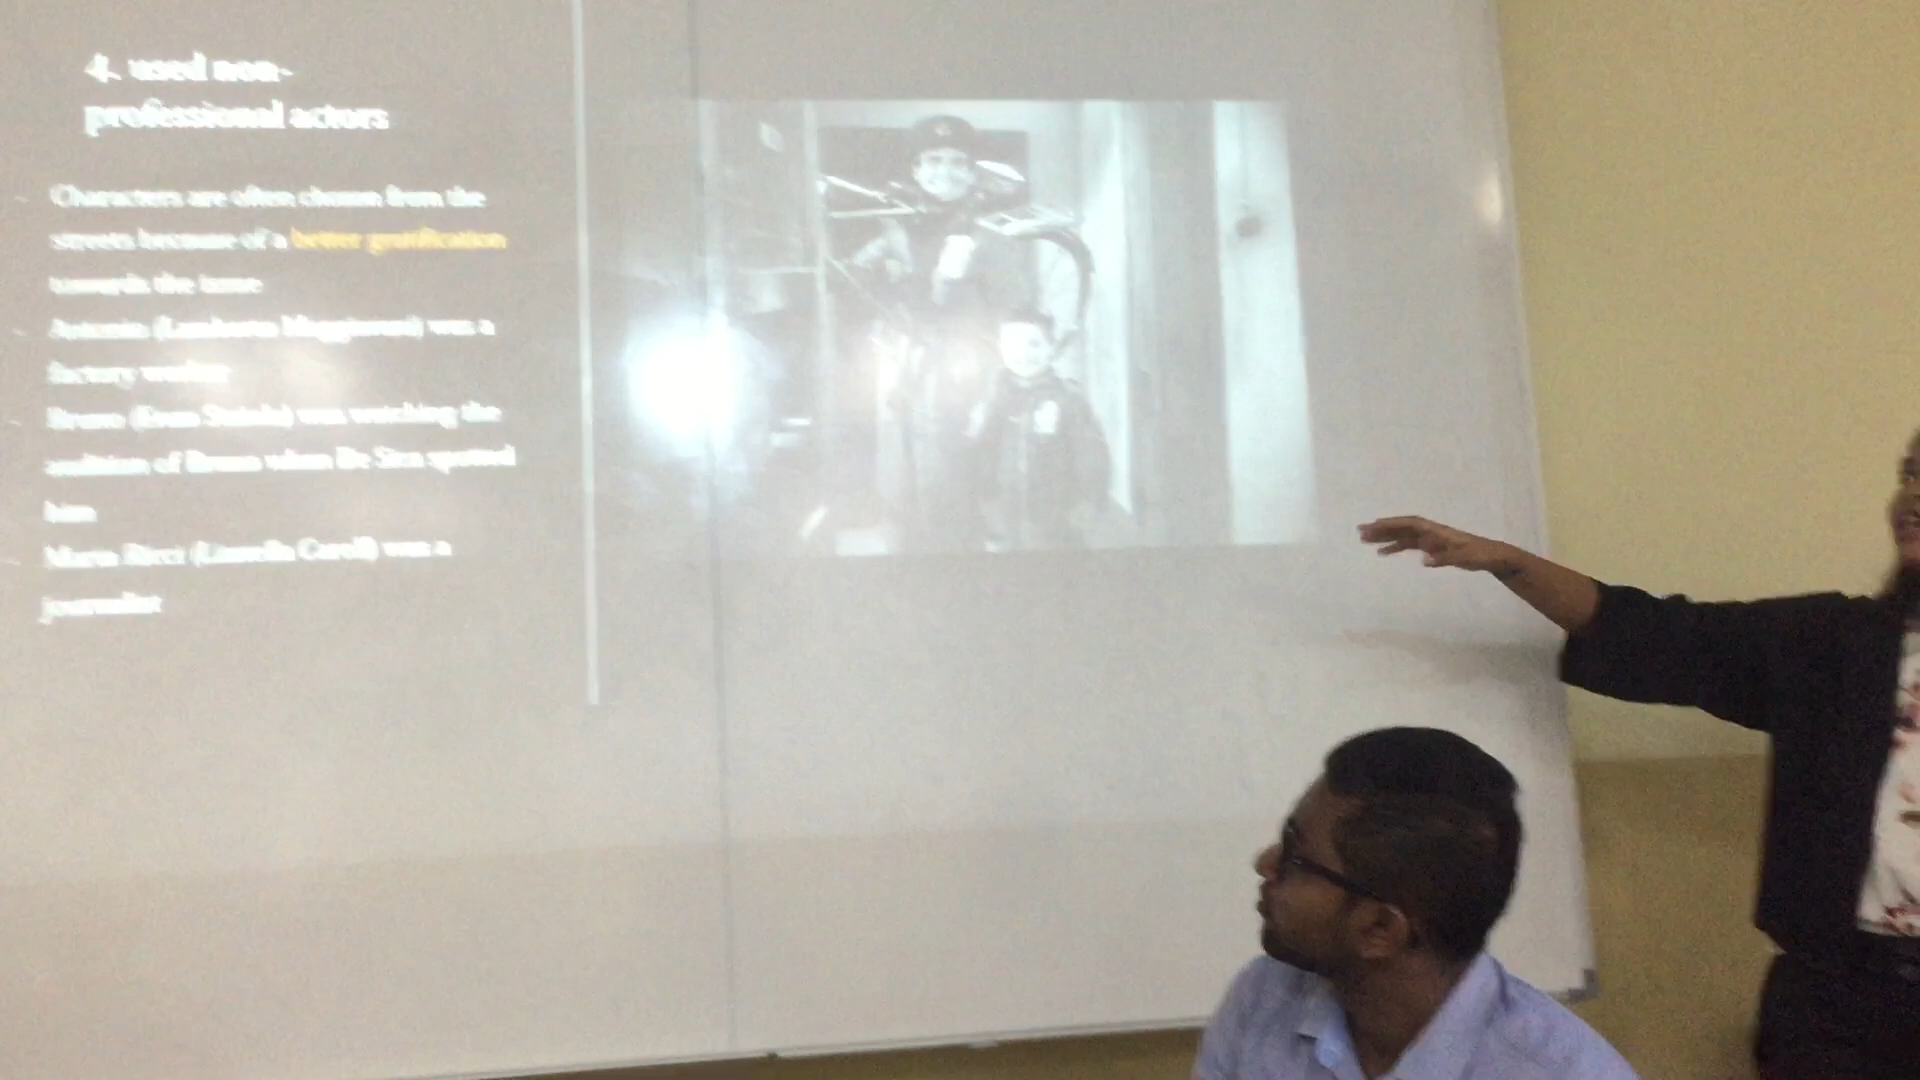 4. used non-
professional actors
Characters are often chosen from the
streets because of a better gratification
towards the tone
Antonio (Lamberto Maggiorani) was a
factory worker
Bruno (Enzo Staiola) was watching the
audition of Bruno when De Sica spotted
him
Maria Ricci (Lianella Carell) was a
journalist